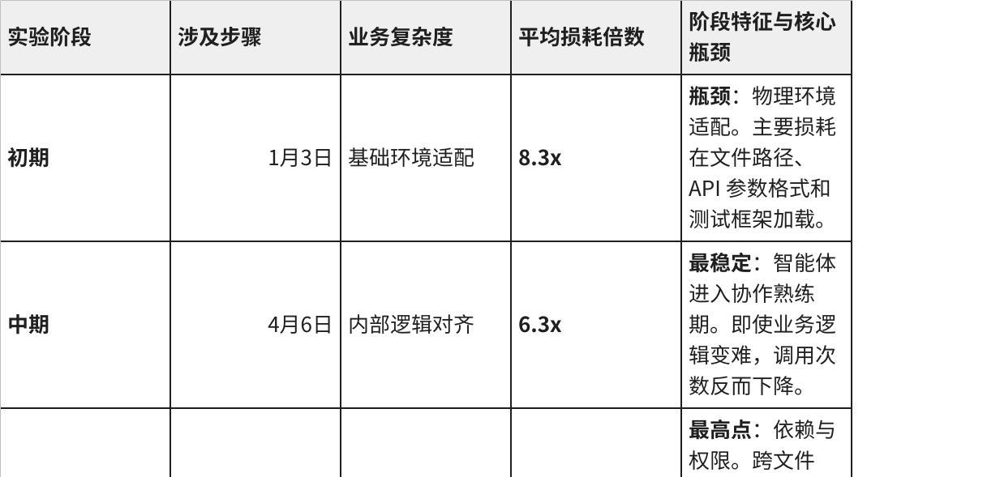 实验阶段
涉及步骤
业务复杂度
平均损耗倍数
阶段特征与核心
瓶颈
初期
1月3日
基础环境适配
8.3x
瓶颈：物理环境
适配。主要损耗
在文件路径、
API 参数格式和
测试框架加载。
中期
4月6日
内部逻辑对齐
6.3x
最稳定：智能体
进入协作熟练
期。即使业务逻
辑变难，调用次
数反而下降。
最高点：依赖与
权限。跨文件